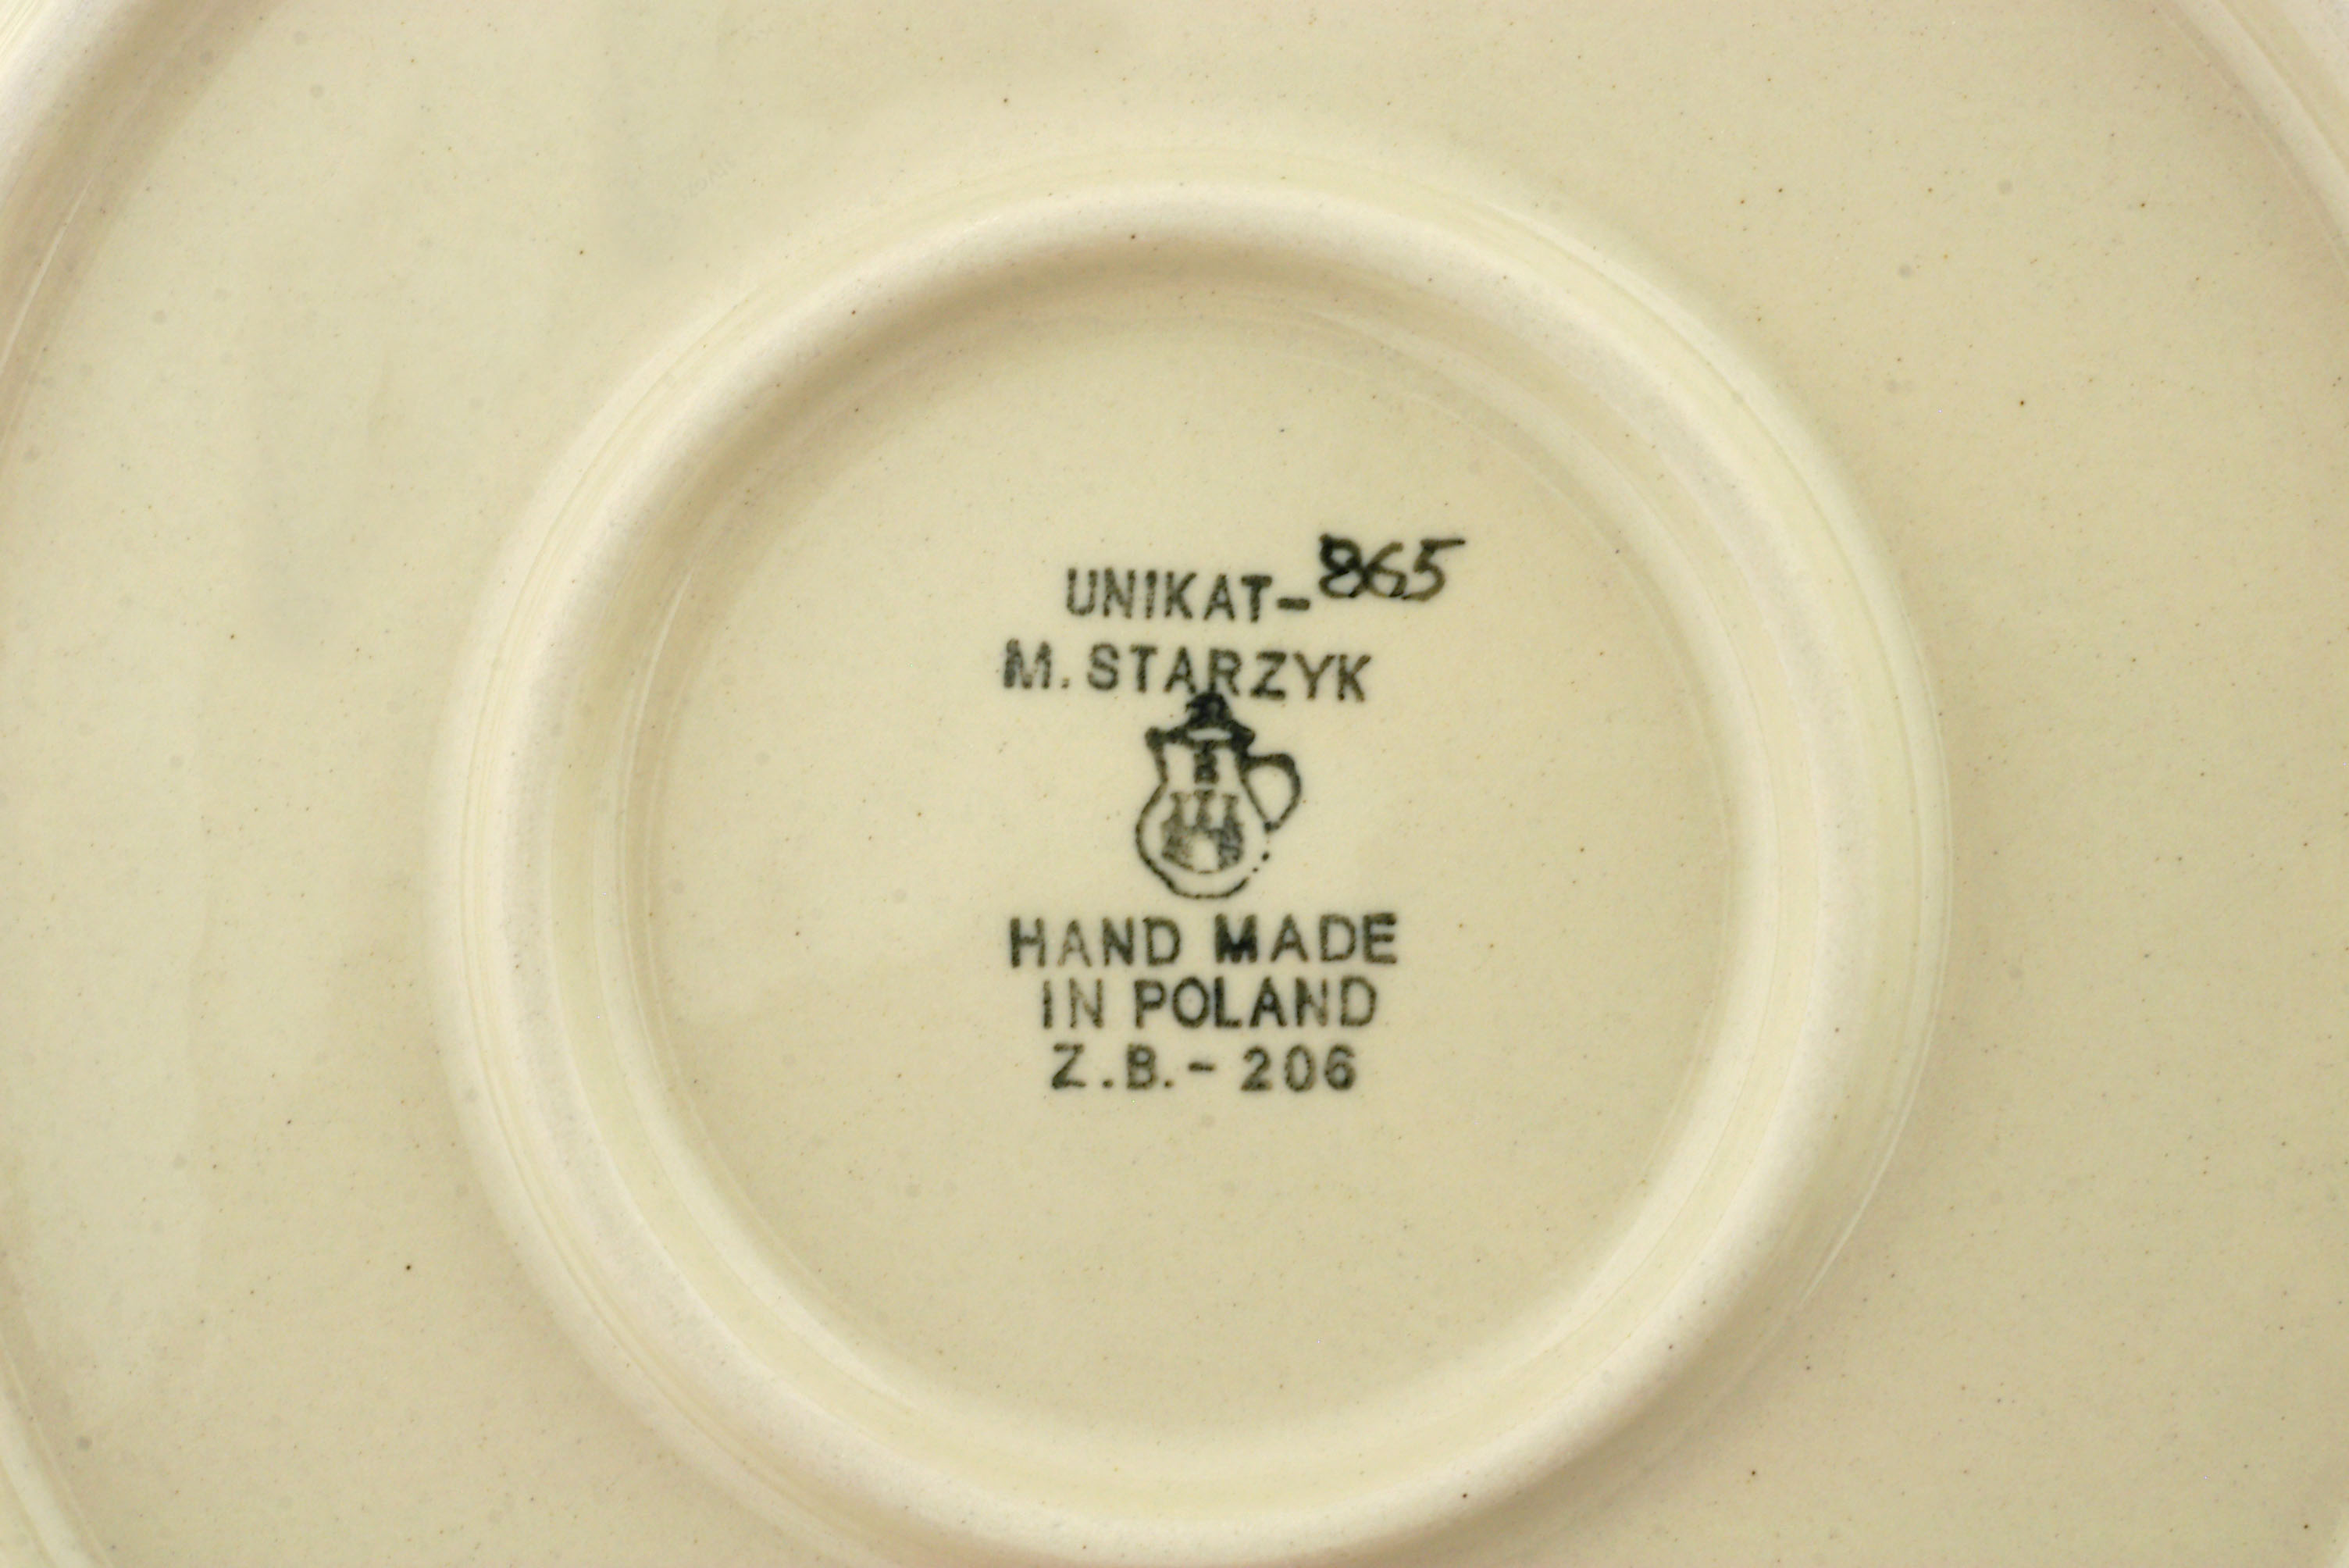 UNIKAT-865
M. STARZYK
HAND MADE
IN POLAND
Z.B.- 206